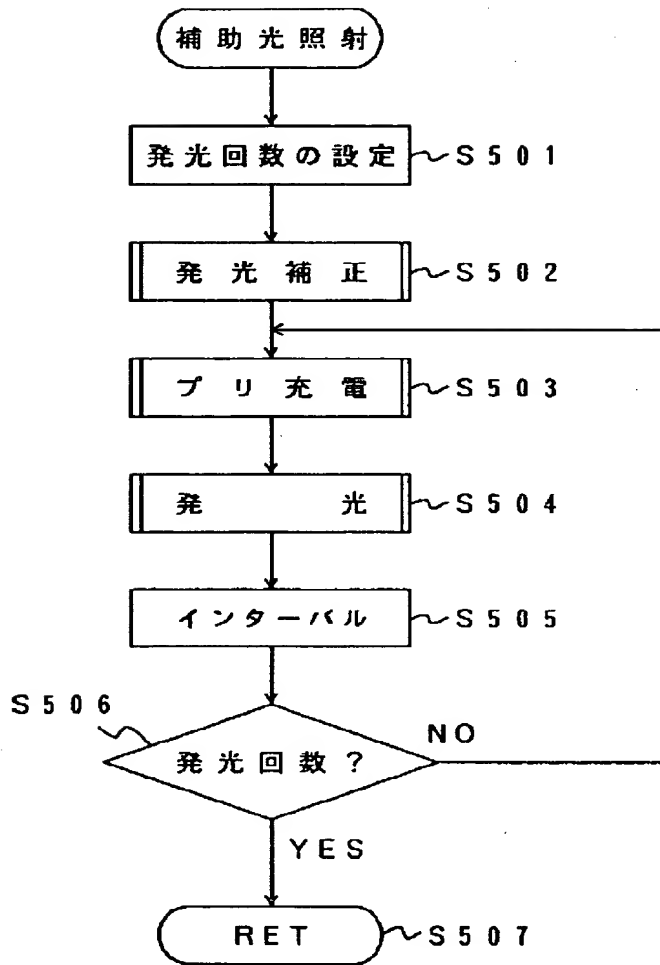 補助光照射
発光回数の設定 S501
発光補正 S502
プリ充電 S503
発光 S504
インターバル S505
S506
発光回数?
NO
YES
RET S507